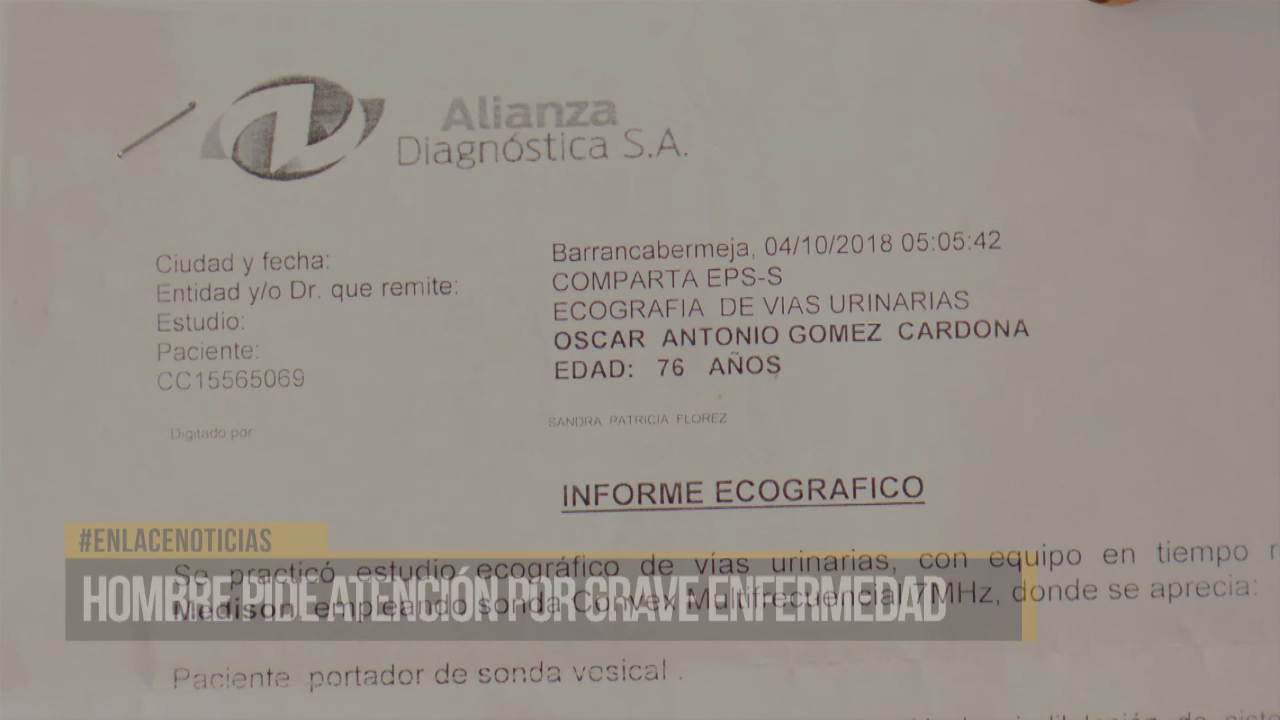 Alianza
Diagnóstica S.A.
Ciudad y fecha: Barrancabermeja, 04/10/2018 05:05:42
Entidad y/o Dr. que remite: COMPARTA EPS-S
Estudio: ECOGRAFIA DE VIAS URINARIAS
Paciente: OSCAR ANTONIO GOMEZ CARDONA
CC15565069 EDAD: 76 AÑOS
Digitado por: SANDRA PATRICIA FLOREZ
INFORME ECOGRAFICO
#ENLACENOTICIAS
Se practicó estudio ecográfico de vías urinarias, con equipo en tiempo
HOMBRE PIDE ATENCIÓN POR GRAVE ENFERMEDAD
Medison, empleando sonda Convex Multifrecuencial 7MHz, donde se aprecia:
Paciente portador de sonda vesical .